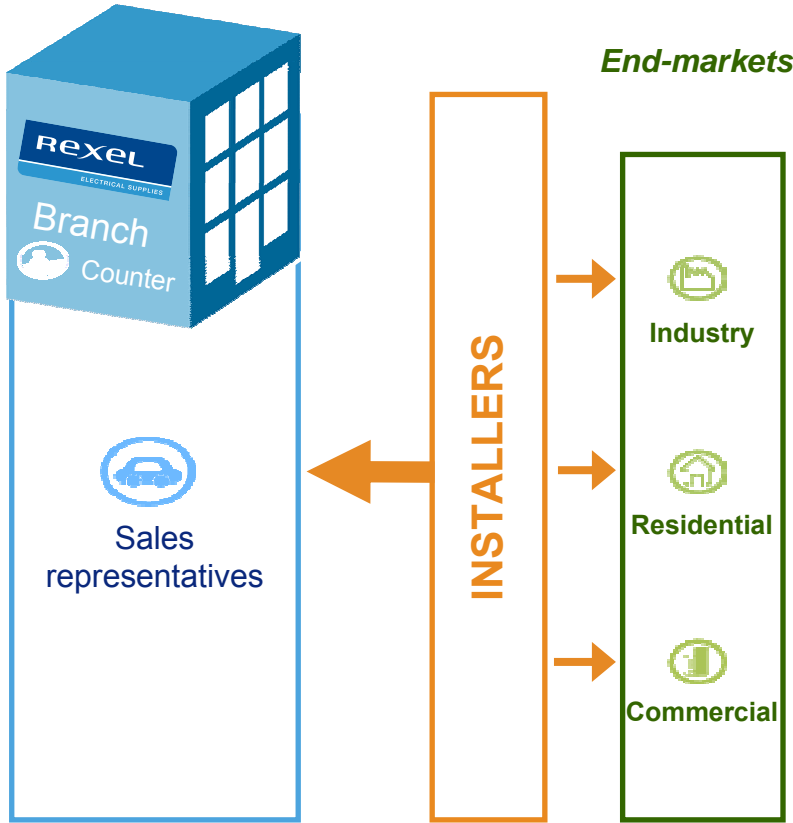 End-markets
REXEL
ELECTRICAL SUPPLIES
Branch
Counter
Sales
representatives
INSTALLERS
Industry
Residential
Commercial